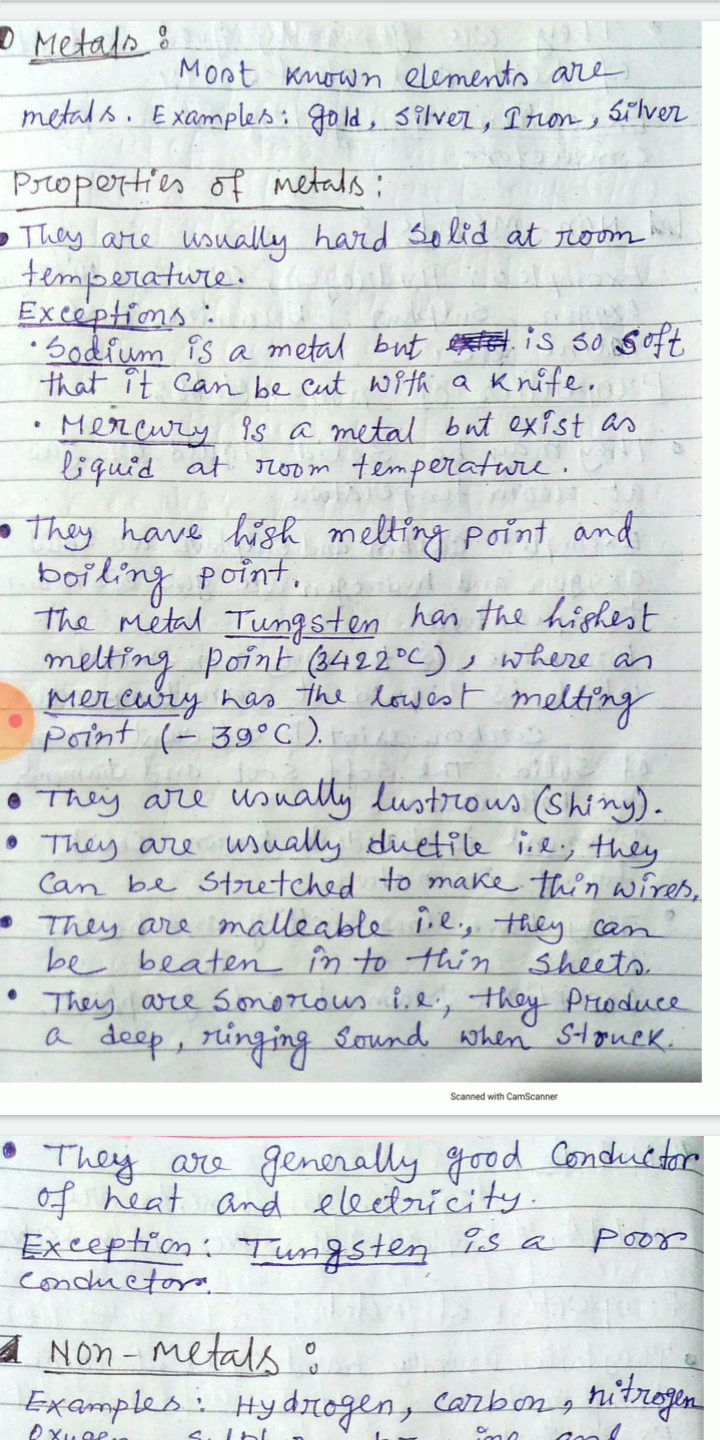 Metals :
Most known elements are
metals. Examples: gold, silver, Iron, Silver
Properties of metals :
• They are usually hard solid at room
temperature.
Exceptions :
• Sodium is a metal but is so soft
that it can be cut with a knife.
• Mercury is a metal but exist as
liquid at room temperature.
• They have high melting point and
boiling point.
The metal Tungsten has the highest
melting point (3422°C), where as
Mercury has the lowest melting
point (- 39°C).
• They are usually lustrous (Shiny).
• They are usually ductile i.e., they
can be stretched to make thin wires,
• They are malleable i.e., they can
be beaten in to thin sheets.
• They are Sonorous i.e., they Produce
a deep, ringing sound when Struck.
Scanned with CamScanner
• They are generally good Conductor
of heat and electricity.
Exception : Tungsten is a Poor
conductor.
Non-metals :
Examples : Hydrogen, carbon, nitrogen